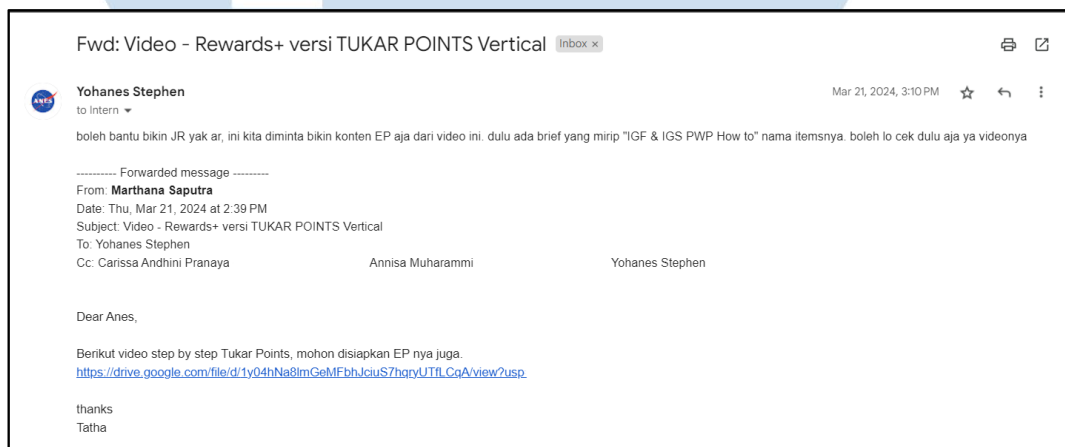 Fwd: Video - Rewards+ versi TUKAR POINTS Vertical Inbox ×
Yohanes Stephen Mar 21, 2024, 3:10 PM
to Intern
boleh bantu bikin JR yak ar, ini kita diminta bikin konten EP aja dari video ini. dulu ada brief yang mirip "IGF & IGS PWP How to" nama itemsnya. boleh lo cek dulu aja ya videonya
---------- Forwarded message ---------
From: Marthana Saputra
Date: Thu, Mar 21, 2024 at 2:39 PM
Subject: Video - Rewards+ versi TUKAR POINTS Vertical
To: Yohanes Stephen
Cc: Carissa Andhini Pranaya Annisa Muharammi Yohanes Stephen
Dear Anes,
Berikut video step by step Tukar Points, mohon disiapkan EP nya juga.
https://drive.google.com/file/d/1y04hNa8lmGeMFbhJciuS7hqryUTfLCqA/view?usp
thanks
Tatha